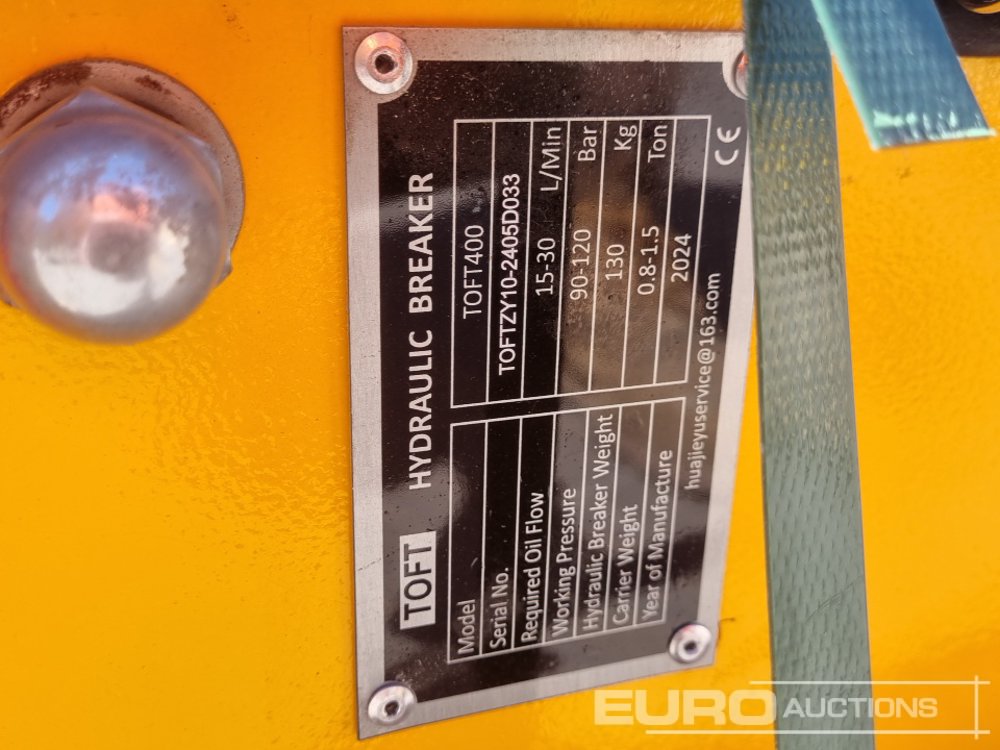 TOFT HYDRAULIC BREAKER
Model TOFT400
Serial No. TOFTZY10-2405D033
Required Oil Flow 15-30 L/Min
Working Pressure 90-120 Bar
Hydraulic Breaker Weight 130 Kg
Carrier Weight 0.8-1.5 Ton
Year of Manufacture 2024
huajieyuservice@163.com CE
EURO AUCTIONS